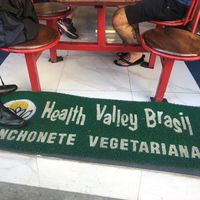 Health Valley Brasil
NCHONETE VEGETARIANA